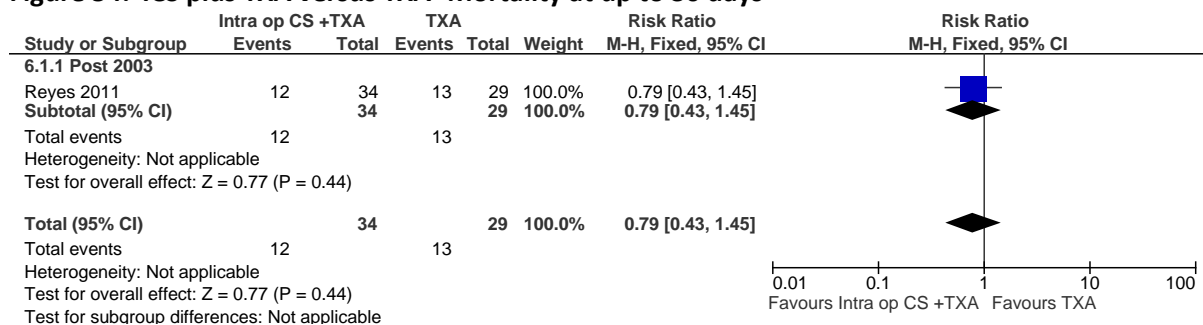 Intra op CS +TXA TXA Risk Ratio Risk Ratio
Study or Subgroup Events Total Events Total Weight M-H, Fixed, 95% CI M-H, Fixed, 95% CI
6.1.1 Post 2003
Reyes 2011 12 34 13 29 100.0% 0.79 [0.43, 1.45]
Subtotal (95% CI) 34 29 100.0% 0.79 [0.43, 1.45]
Total events 12 13
Heterogeneity: Not applicable
Test for overall effect: Z = 0.77 (P = 0.44)
Total (95% CI) 34 29 100.0% 0.79 [0.43, 1.45]
Total events 12 13
Heterogeneity: Not applicable
Test for overall effect: Z = 0.77 (P = 0.44)
Test for subgroup differences: Not applicable
0.01 0.1 1 10 100
Favours Intra op CS +TXA Favours TXA